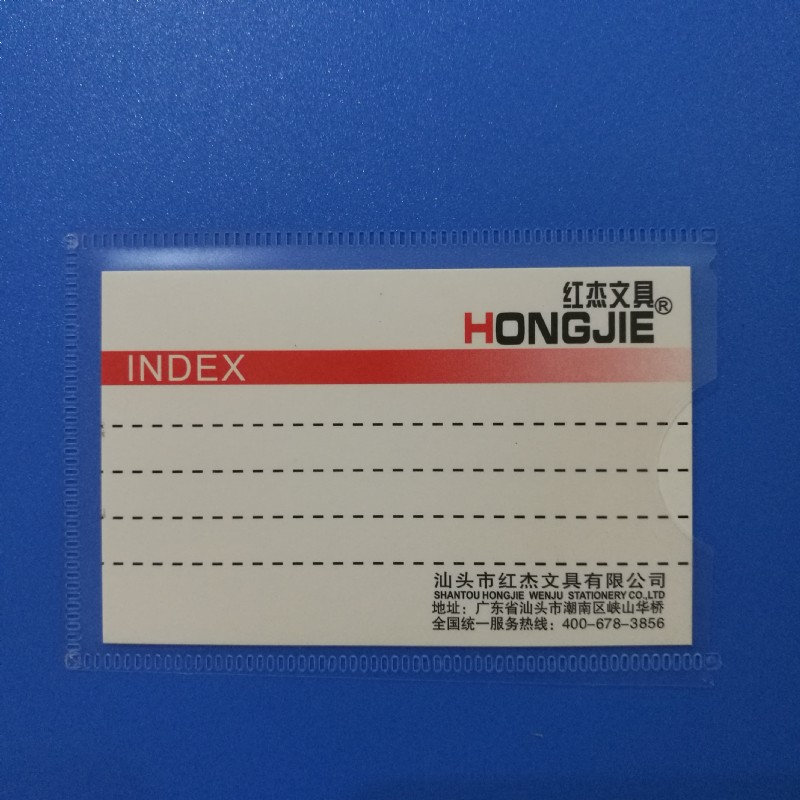 红杰文具®
HONGJIE
INDEX
汕头市红杰文具有限公司
SHANTOU HONGJIE WENJU STATIONERY CO.,LTD
地址：广东省汕头市潮南区峡山华桥
全国统一服务热线：400-678-3856